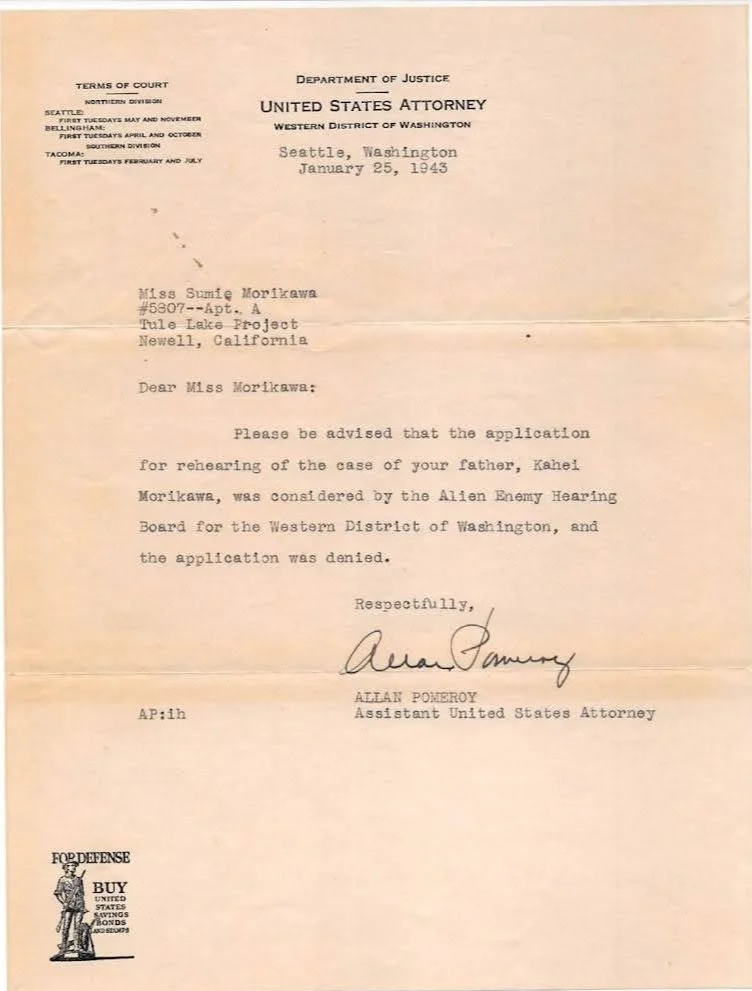 TERMS OF COURT
NORTHERN DIVISION
SEATTLE:
FIRST TUESDAYS MAY AND NOVEMBER
BELLINGHAM:
FIRST TUESDAYS APRIL AND OCTOBER
SOUTHERN DIVISION
TACOMA:
FIRST TUESDAYS FEBRUARY AND JULY
DEPARTMENT OF JUSTICE
UNITED STATES ATTORNEY
WESTERN DISTRICT OF WASHINGTON
Seattle, Washington
January 25, 1943
Miss Sumie Morikawa
#5807--Apt. A
Tule Lake Project
Newell, California
Dear Miss Morikawa:
Please be advised that the application
for rehearing of the case of your father, Kahei
Morikawa, was considered by the Alien Enemy Hearing
Board for the Western District of Washington, and
the application was denied.
Respectfully,
Allan Pomeroy
ALLAN POMEROY
AP:ih
Assistant United States Attorney
FOR DEFENSE
BUY
UNITED
STATES
SAVINGS
BONDS
AND STAMPS